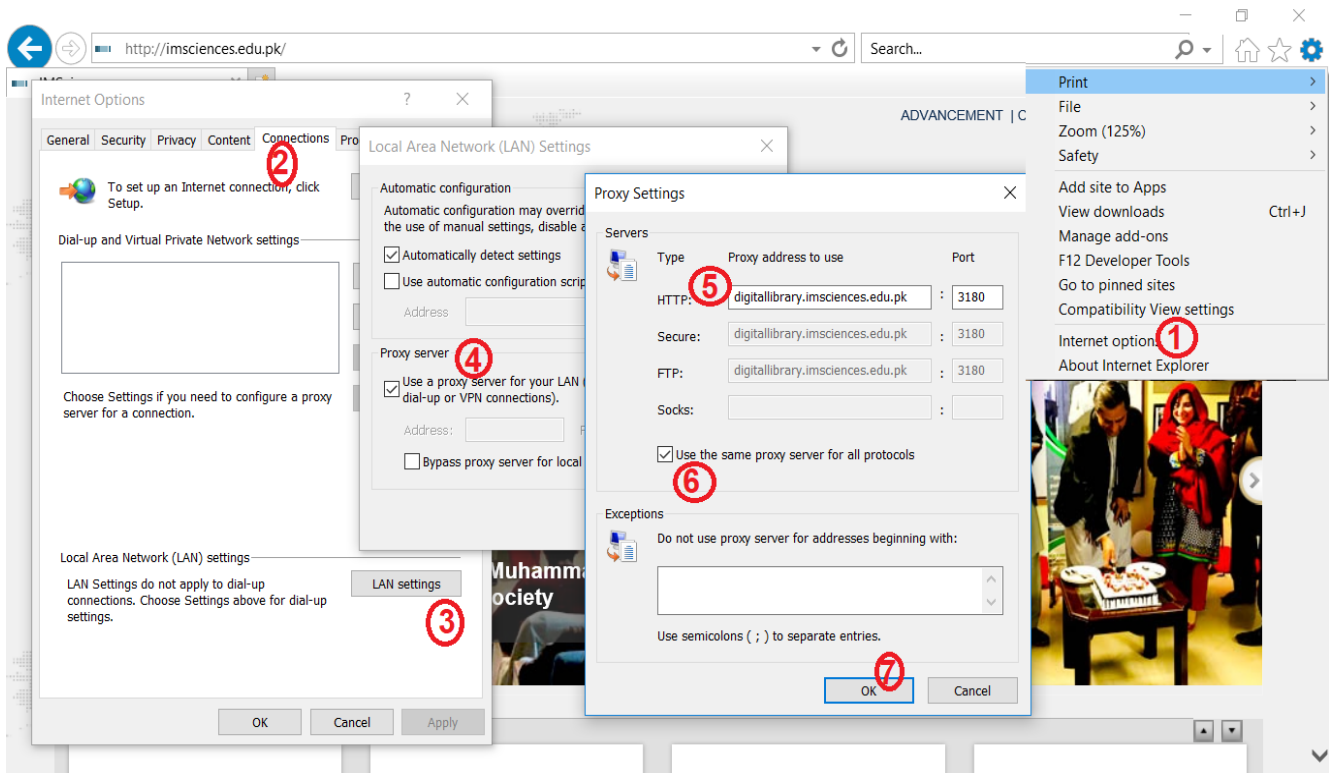 http://imsciences.edu.pk/
Search...
ADVANCEMENT | C
Print
File
Zoom (125%)
Safety
Add site to Apps
View downloads Ctrl+J
Manage add-ons
F12 Developer Tools
Go to pinned sites
Compatibility View settings
Internet option
1
About Internet Explorer
Internet Options ?
General Security Privacy Content Connections Pro
2
To set up an Internet connection, click
Setup.
Dial-up and Virtual Private Network settings
Choose Settings if you need to configure a proxy
server for a connection.
Local Area Network (LAN) settings
LAN Settings do not apply to dial-up
connections. Choose Settings above for dial-up
settings.
LAN settings
3
OK Cancel Apply
Local Area Network (LAN) Settings
Automatic configuration
Automatic configuration may overrid
the use of manual settings, disable a
Automatically detect settings
Use automatic configuration scrip
Address
Proxy server
4
Use a proxy server for your LAN (
dial-up or VPN connections).
Address: P
Bypass proxy server for local
Proxy Settings
Servers
Type Proxy address to use Port
5
HTTP: digitallibrary.imsciences.edu.pk : 3180
Secure: digitallibrary.imsciences.edu.pk : 3180
FTP: digitallibrary.imsciences.edu.pk : 3180
Socks: :
Use the same proxy server for all protocols
6
Exceptions
Do not use proxy server for addresses beginning with:
Use semicolons ( ; ) to separate entries.
7
OK Cancel
Muhamma
ociety